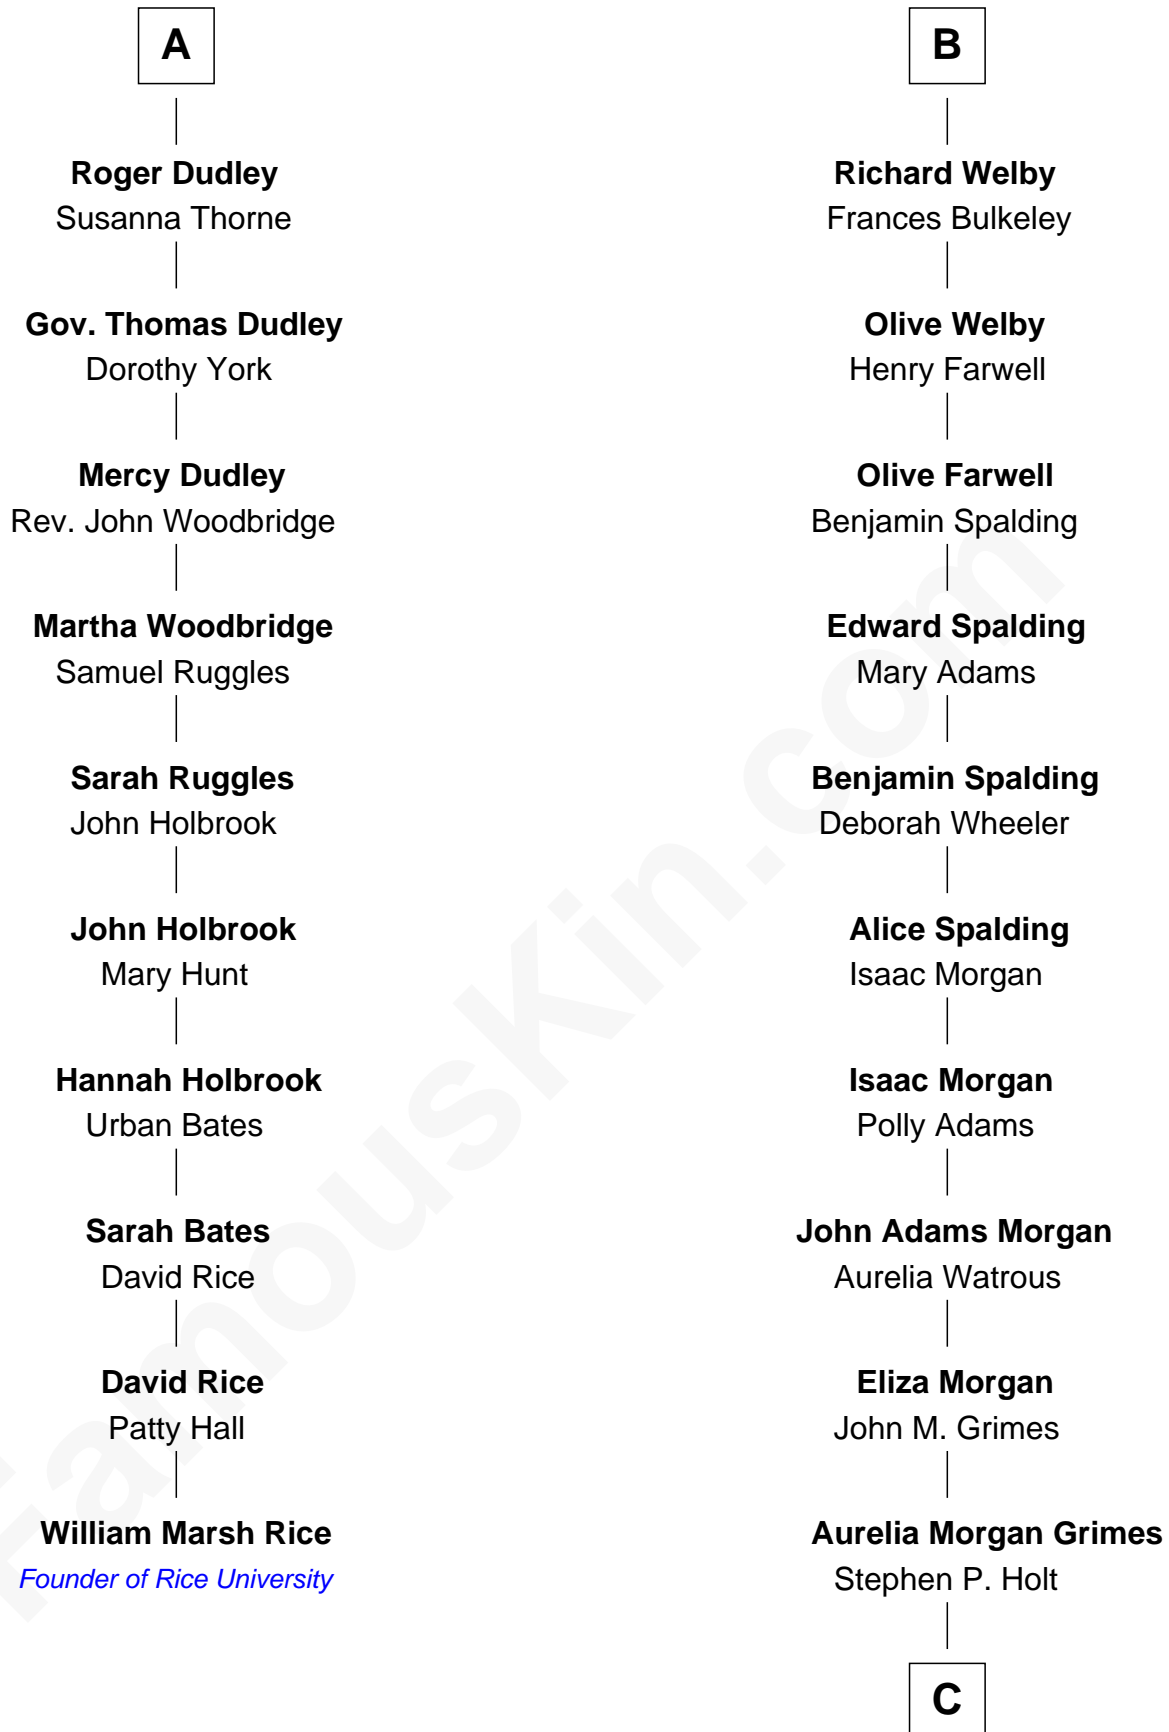 A
Roger Dudley
Susanna Thorne
Gov. Thomas Dudley
Dorothy York
Mercy Dudley
Rev. John Woodbridge
Martha Woodbridge
Samuel Ruggles
Sarah Ruggles
John Holbrook
John Holbrook
Mary Hunt
Hannah Holbrook
Urban Bates
Sarah Bates
David Rice
David Rice
Patty Hall
William Marsh Rice
Founder of Rice University
B
Richard Welby
Frances Bulkeley
Olive Welby
Henry Farwell
Olive Farwell
Benjamin Spalding
Edward Spalding
Mary Adams
Benjamin Spalding
Deborah Wheeler
Alice Spalding
Isaac Morgan
Isaac Morgan
Polly Adams
John Adams Morgan
Aurelia Watrous
Eliza Morgan
John M. Grimes
Aurelia Morgan Grimes
Stephen P. Holt
C
FamousKin.com